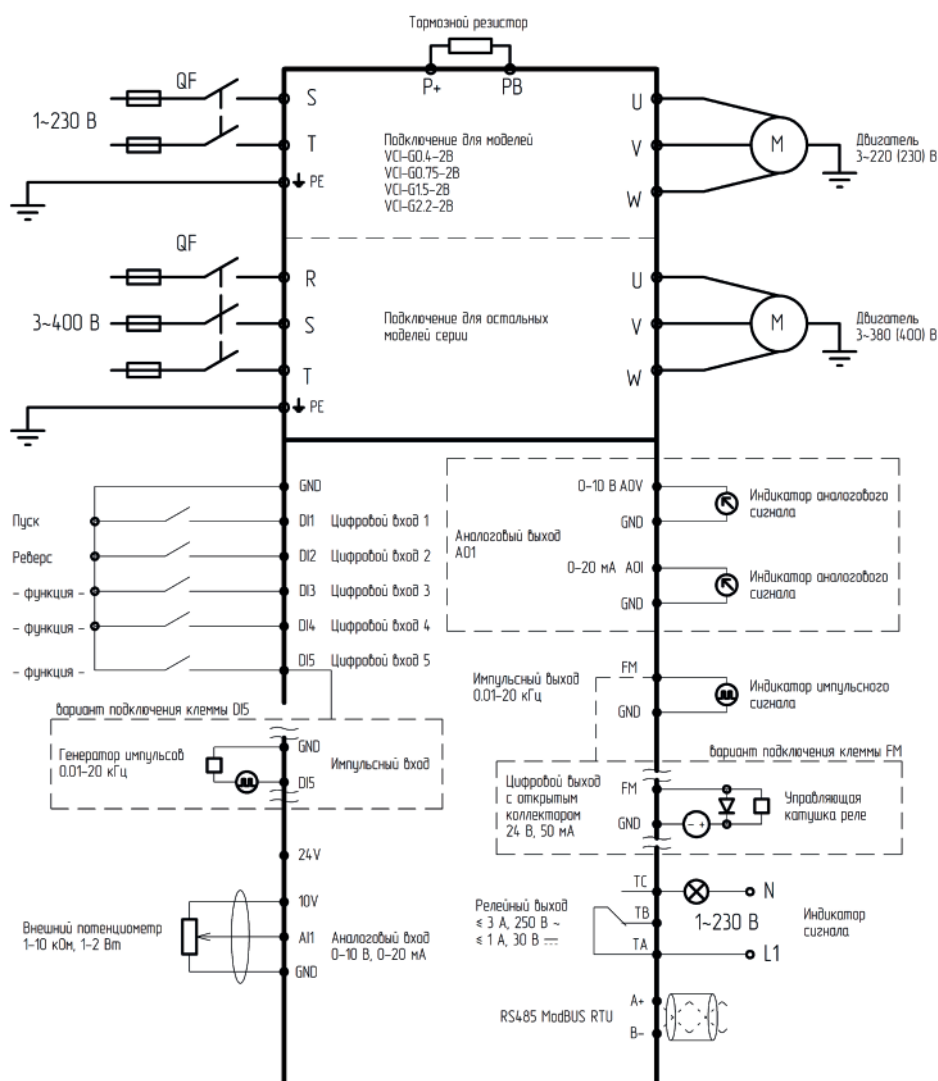 Тормозной резистор
P+
PB
QF
1~230 В
S
T
PE
Подключение для моделей
VCI-G0.4-2B
VCI-G0.75-2B
VCI-G1.5-2B
VCI-G2.2-2B
U
V
W
M
Двигатель
3~220 (230) В
QF
3~400 В
R
S
T
PE
Подключение для остальных
моделей серии
U
V
W
M
Двигатель
3~380 (400) В
GND
Пуск
DI1 Цифровой вход 1
Реверс
DI2 Цифровой вход 2
- функция -
DI3 Цифровой вход 3
- функция -
DI4 Цифровой вход 4
- функция -
DI5 Цифровой вход 5
вариант подключения клеммы DI5
Генератор импульсов
0.01-20 кГц
GND
Импульсный вход
DI5
24V
10V
Внешний потенциометр
1-10 кОм, 1-2 Вт
AI1
Аналоговый вход
0-10 В, 0-20 мА
GND
Аналоговый выход
AO1
0-10 В AOV
GND
Индикатор аналогового
сигнала
0-20 мА AOI
GND
Индикатор аналогового
сигнала
Импульсный выход
0.01-20 кГц
FM
GND
Индикатор импульсного
сигнала
вариант подключения клеммы FM
Цифровой выход
с открытым
коллектором
24 В, 50 мА
FM
GND
- +
Управляющая
катушка реле
Релейный выход
≤ 3 А, 250 В ~
≤ 1 А, 30 В ⎓
TC
TB
TA
N
1~230 В
L1
Индикатор
сигнала
RS485 ModBUS RTU
A+
B-